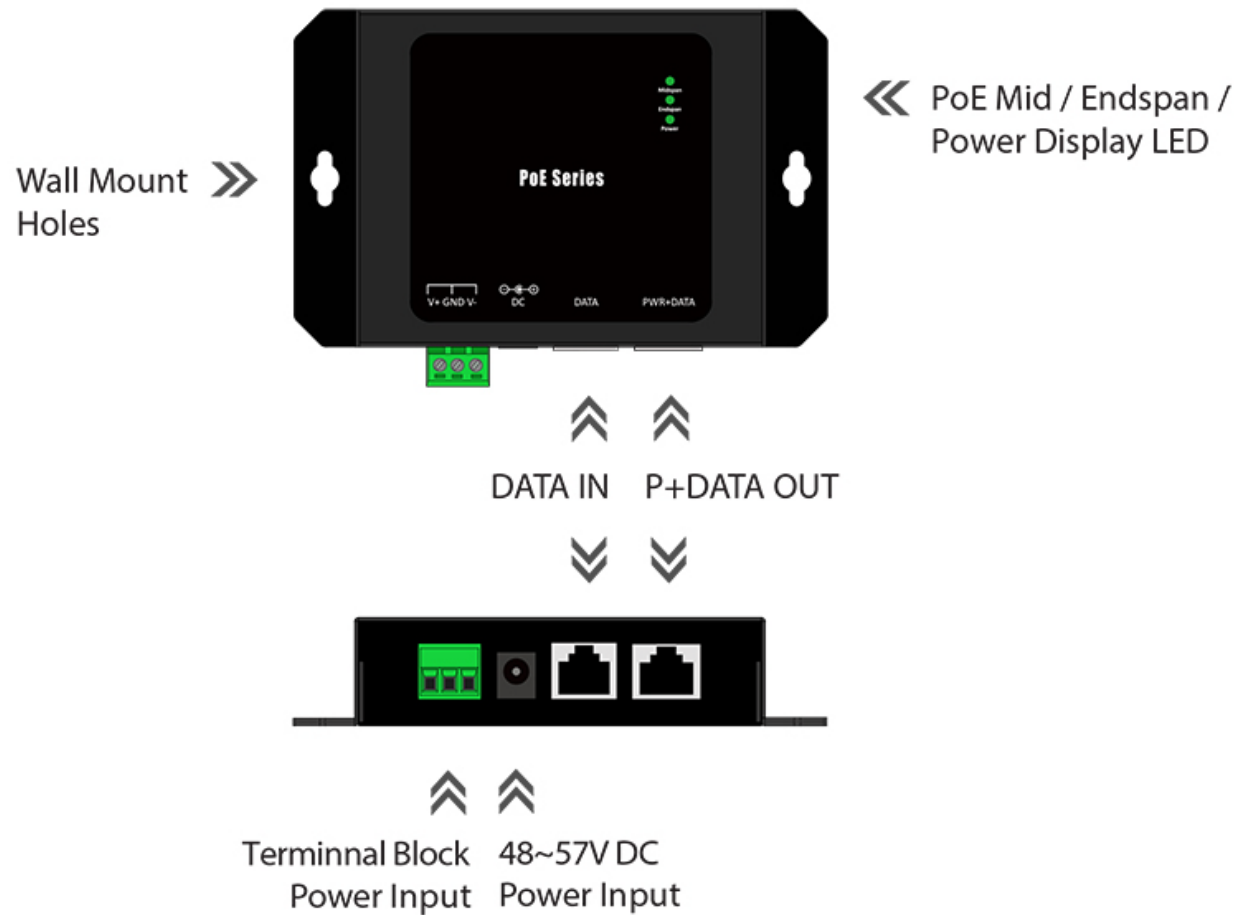 Midspan
Endspan
Power
PoE Mid / Endspan /
Power Display LED
Wall Mount
Holes
PoE Series
V+ GND V-
DC
DATA
PWR+DATA
DATA IN
P+DATA OUT
Terminnal Block
Power Input
48~57V DC
Power Input